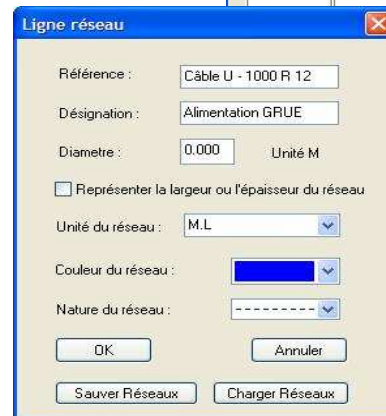 Ligne réseau
Référence : Câble U - 1000 R 12
Désignation : Alimentation GRUE
Diametre : 0.000 Unité M
Représenter la largeur ou l'épaisseur du réseau
Unité du réseau : M.L
Couleur du réseau :
Nature du réseau :
OK Annuler
Sauver Réseaux Charger Réseaux